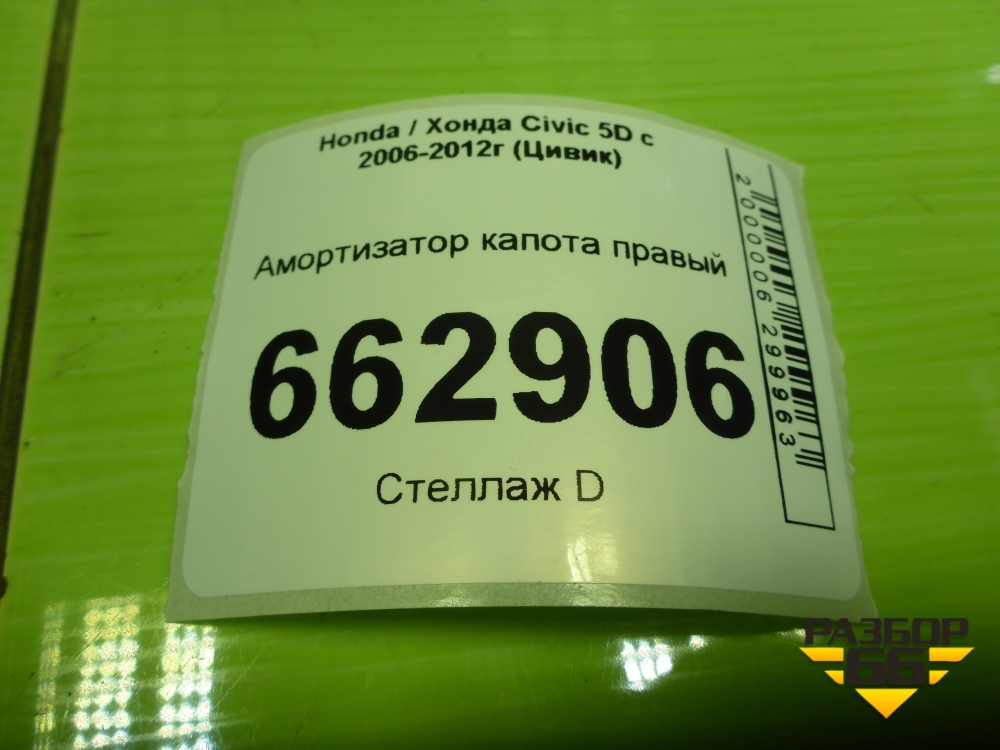 Honda / Хонда Civic 5D с
2006-2012г (Цивик)
Амортизатор капота правый
662906
Стеллаж D
2000006299963
РАЗБОР
66